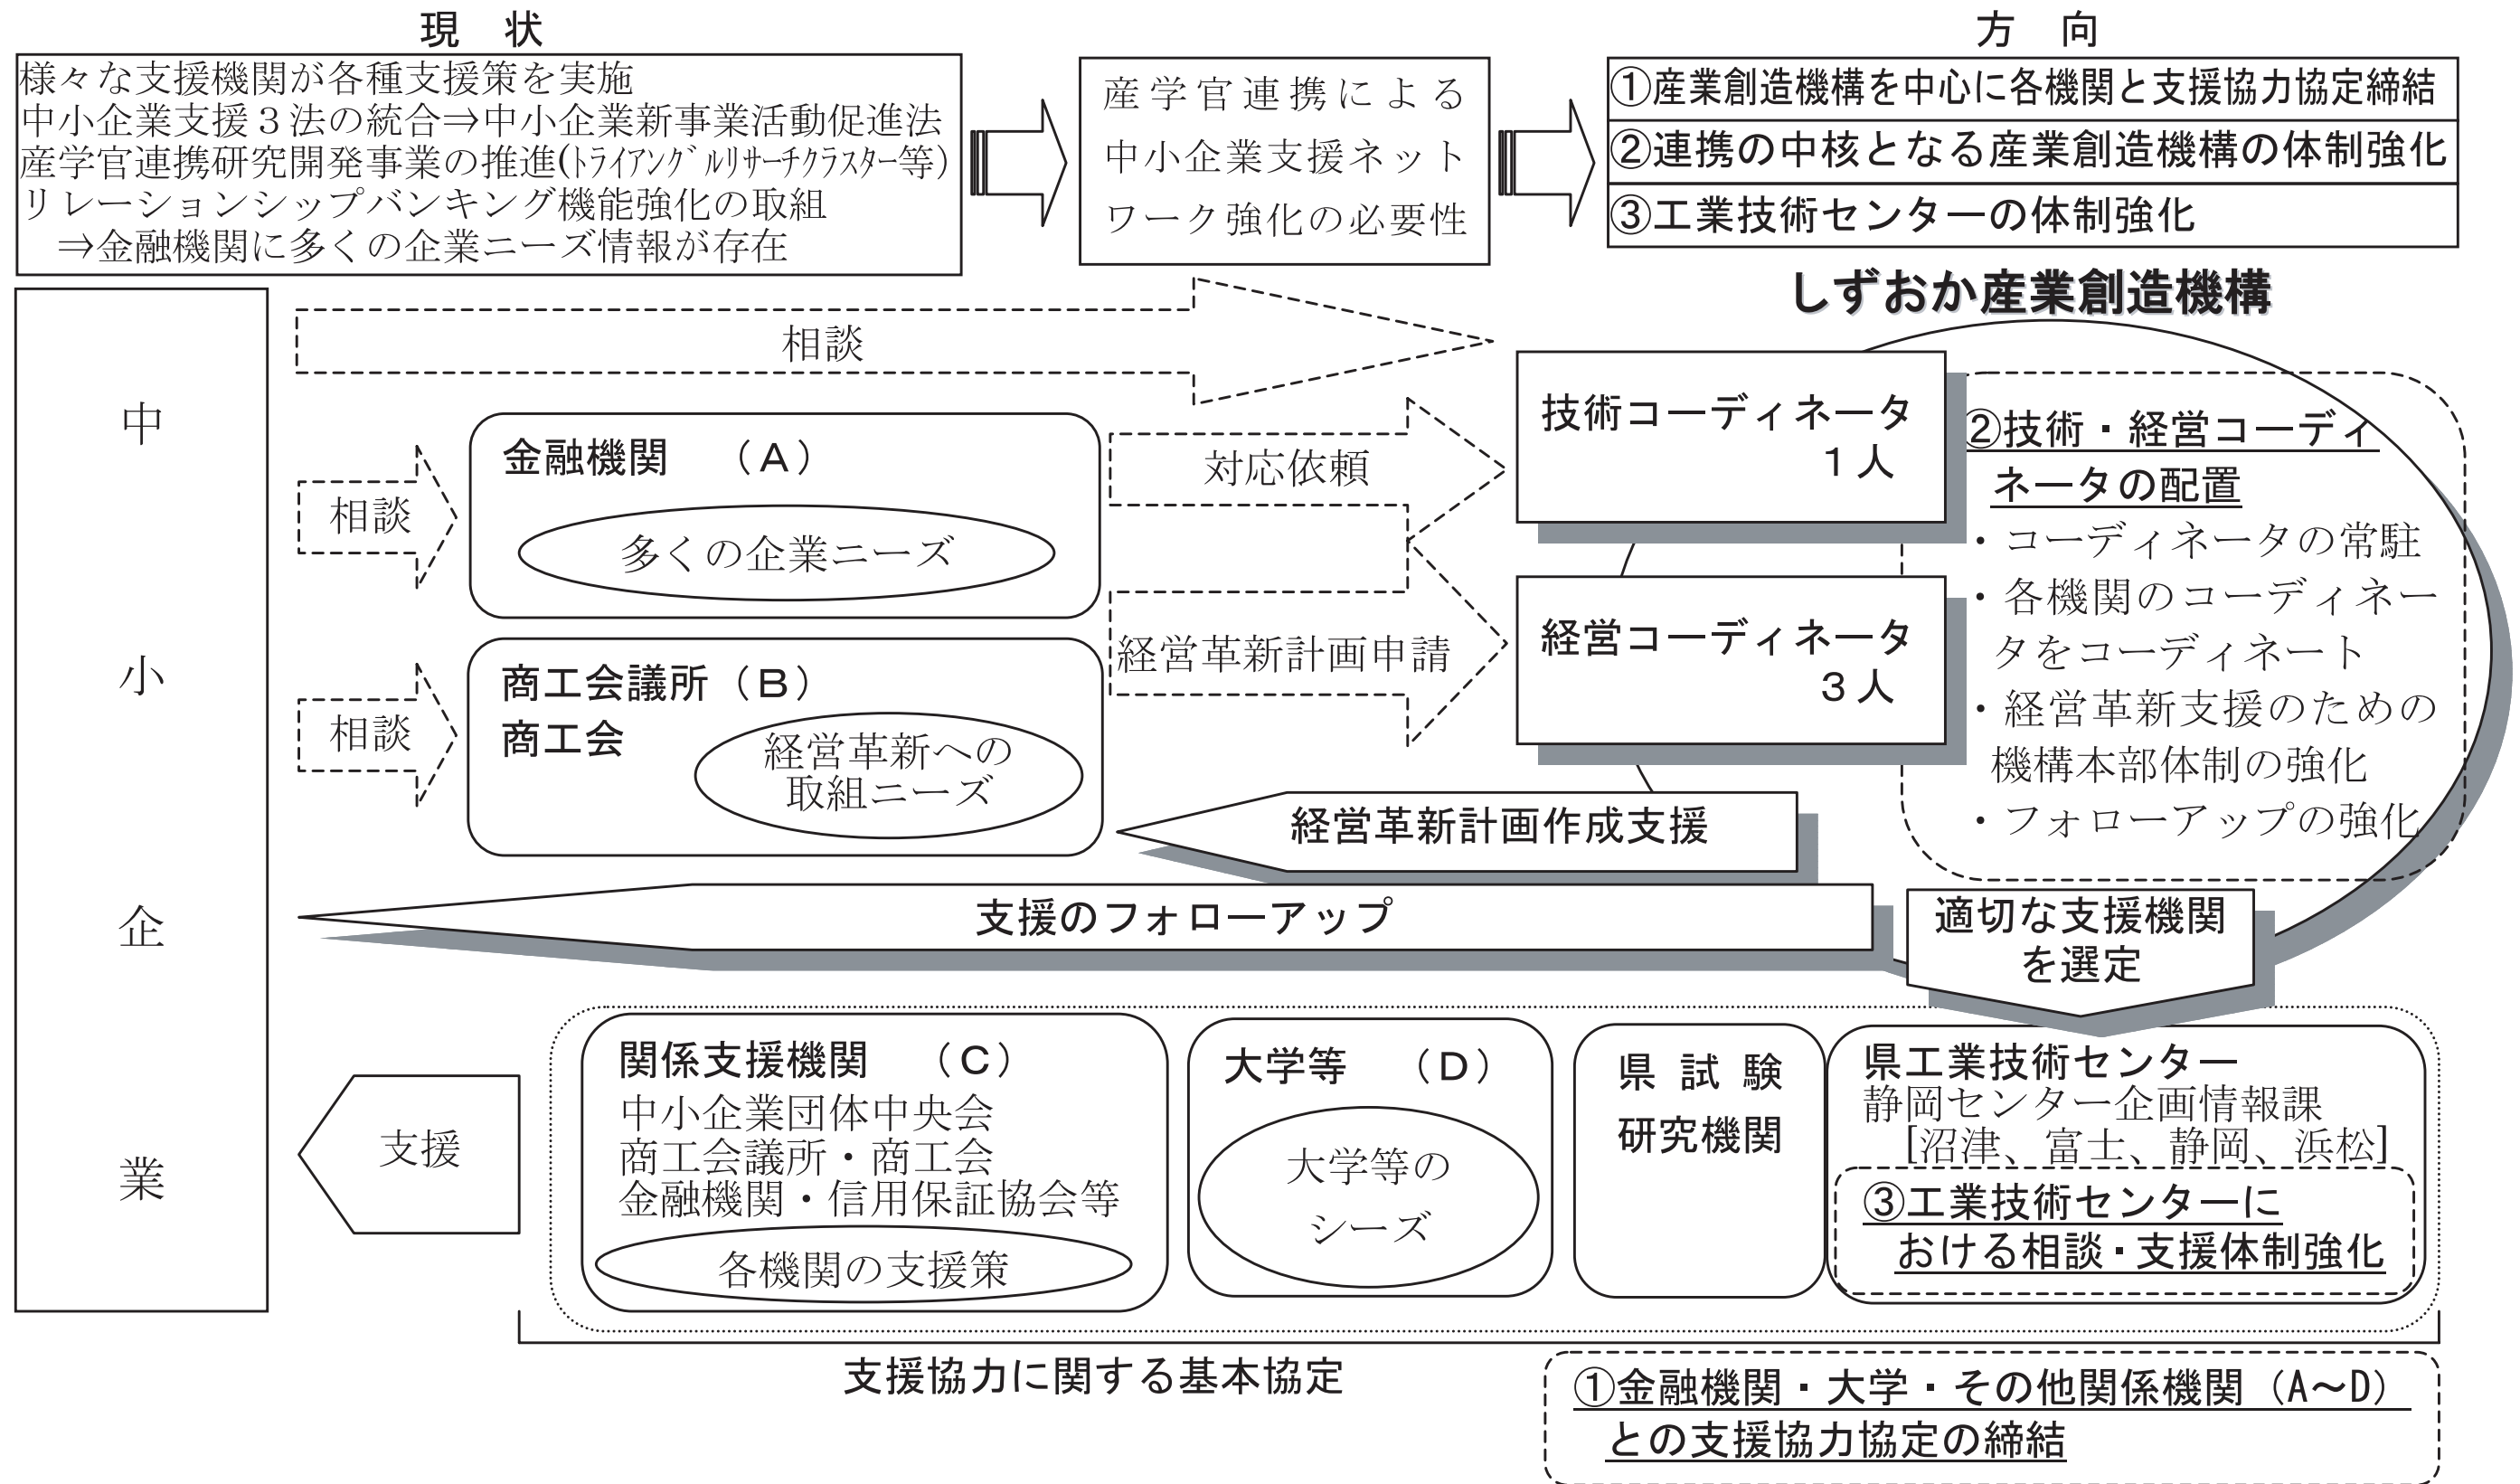 現　状
様々な支援機関が各種支援策を実施
中小企業支援３法の統合⇒中小企業新事業活動促進法
産学官連携研究開発事業の推進(ﾄﾗｲｱﾝｸﾞﾙﾘｻｰﾁｸﾗｽﾀｰ等)
リレーションシップバンキング機能強化の取組
⇒金融機関に多くの企業ニーズ情報が存在
産学官連携による
中小企業支援ネット
ワーク強化の必要性
方　向
①産業創造機構を中心に各機関と支援協力協定締結
②連携の中核となる産業創造機構の体制強化
③工業技術センターの体制強化
しずおか産業創造機構
中小企業
相談
相談
相談
金融機関　（Ａ）
多くの企業ニーズ
商工会議所（Ｂ）
商工会
経営革新への
取組ニーズ
対応依頼
経営革新計画申請
技術コーディネータ
１人
経営コーディネータ
３人
②技術・経営コーディ
ネータの配置
・コーディネータの常駐
・各機関のコーディネー
タをコーディネート
・経営革新支援のための
機構本部体制の強化
・フォローアップの強化
経営革新計画作成支援
支援のフォローアップ
適切な支援機関
を選定
支援
関係支援機関　（Ｃ）
中小企業団体中央会
商工会議所・商工会
金融機関・信用保証協会等
各機関の支援策
大学等　（Ｄ）
大学等の
シーズ
県試験
研究機関
県工業技術センター
静岡センター企画情報課
[沼津、富士、静岡、浜松]
③工業技術センターに
おける相談・支援体制強化
支援協力に関する基本協定
①金融機関・大学・その他関係機関（A～D）
との支援協力協定の締結